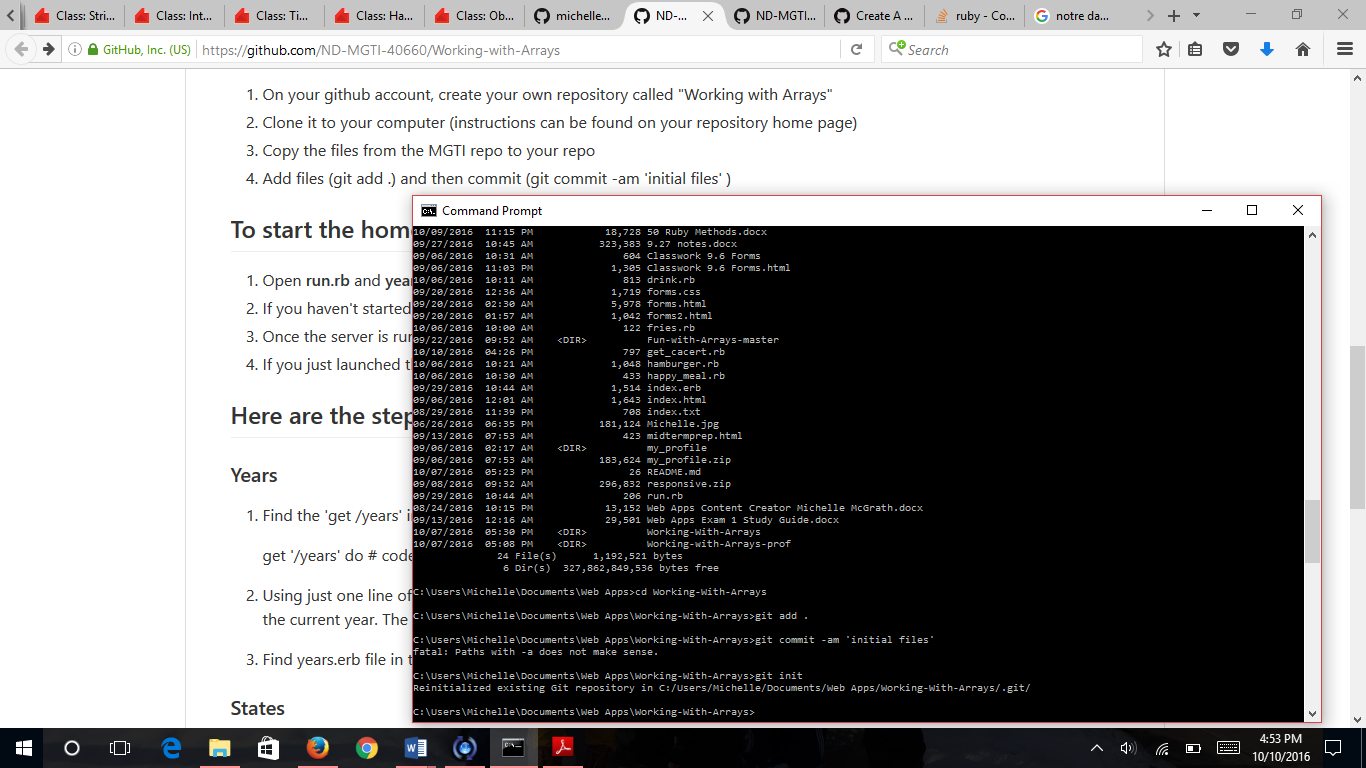 Class: Stri...
Class: Int...
Class: Ti...
Class: Ha...
Class: Ob...
michelle...
ND-...
ND-MGTI...
Create A ...
ruby - Co...
notre da...
GitHub, Inc. (US)
https://github.com/ND-MGTI-40660/Working-with-Arrays
Search
1. On your github account, create your own repository called "Working with Arrays"
2. Clone it to your computer (instructions can be found on your repository home page)
3. Copy the files from the MGTI repo to your repo
4. Add files (git add .) and then commit (git commit -am 'initial files' )
To start the hom
1. Open run.rb and yea
2. If you haven't started
3. Once the server is ru
4. If you just launched t
Here are the step
Years
1. Find the 'get /years' i
get '/years' do # code
2. Using just one line of
the current year. The
3. Find years.erb file in t
States
Command Prompt
10/09/2016 11:15 PM 18,728 50 Ruby Methods.docx
09/27/2016 10:45 AM 323,383 9.27 notes.docx
09/06/2016 10:31 AM 604 Classwork 9.6 Forms
09/06/2016 11:03 PM 1,305 Classwork 9.6 Forms.html
10/06/2016 10:11 AM 813 drink.rb
09/20/2016 12:36 AM 1,719 forms.css
09/20/2016 02:30 AM 5,978 forms.html
09/20/2016 01:57 AM 1,042 forms2.html
10/06/2016 10:00 AM 122 fries.rb
09/22/2016 09:52 AM <DIR> Fun-with-Arrays-master
10/10/2016 04:26 PM 797 get_cacert.rb
10/06/2016 10:21 AM 1,048 hamburger.rb
10/06/2016 10:30 AM 433 happy_meal.rb
09/29/2016 10:44 AM 1,514 index.erb
09/06/2016 12:01 AM 1,643 index.html
08/29/2016 11:39 PM 708 index.txt
06/26/2016 06:35 PM 181,124 Michelle.jpg
09/13/2016 07:53 AM 423 midtermprep.html
09/06/2016 02:17 AM <DIR> my_profile
09/06/2016 07:53 AM 183,624 my_profile.zip
10/07/2016 05:23 PM 26 README.md
09/08/2016 09:32 AM 296,832 responsive.zip
09/29/2016 10:44 AM 206 run.rb
08/24/2016 10:15 PM 13,152 Web Apps Content Creator Michelle McGrath.docx
09/13/2016 12:16 AM 29,501 Web Apps Exam 1 Study Guide.docx
10/07/2016 05:30 PM <DIR> Working-With-Arrays
10/07/2016 05:08 PM <DIR> Working-with-Arrays-prof
24 File(s) 1,192,521 bytes
6 Dir(s) 327,862,849,536 bytes free
C:\Users\Michelle\Documents\Web Apps>cd Working-With-Arrays
C:\Users\Michelle\Documents\Web Apps\Working-With-Arrays>git add .
C:\Users\Michelle\Documents\Web Apps\Working-With-Arrays>git commit -am 'initial files'
fatal: Paths with -a does not make sense.
C:\Users\Michelle\Documents\Web Apps\Working-With-Arrays>git init
Reinitialized existing Git repository in C:/Users/Michelle/Documents/Web Apps/Working-With-Arrays/.git/
C:\Users\Michelle\Documents\Web Apps\Working-With-Arrays>
4:53 PM
10/10/2016